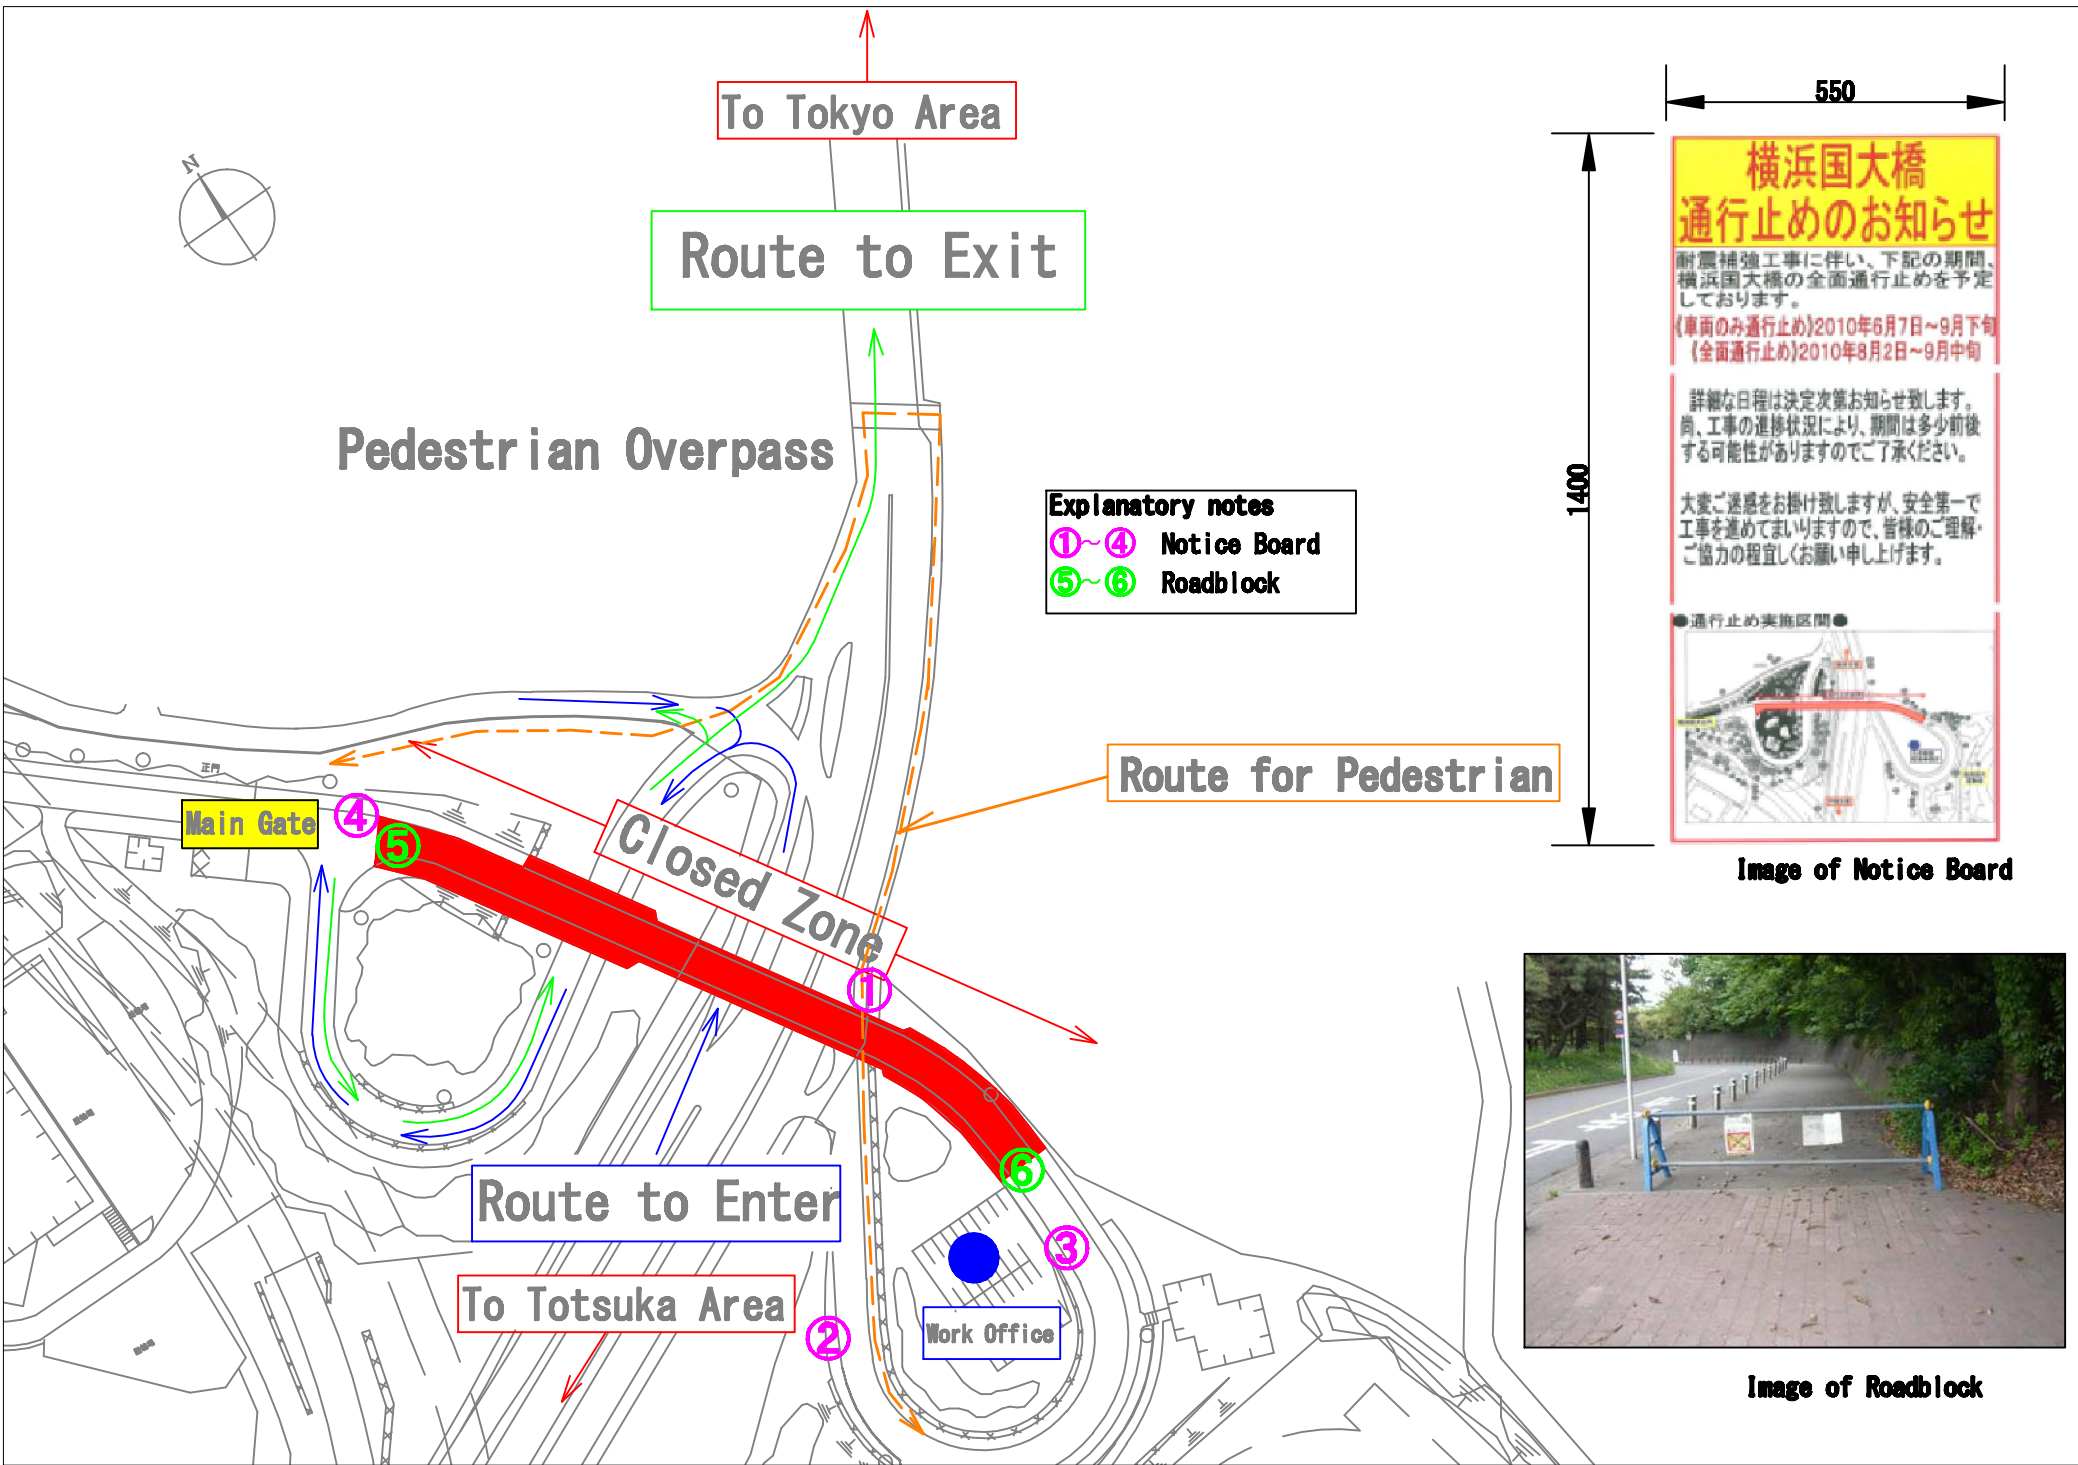 To Tokyo Area
N
Route to Exit
Pedestrian Overpass
Explanatory notes
①~④ Notice Board
⑤~⑥ Roadblock
Route for Pedestrian
正門
Main Gate
④
⑤
Closed Zone
①
⑥
③
Route to Enter
To Totsuka Area
②
Work Office
550
1400
横浜国大橋
通行止めのお知らせ
耐震補強工事に伴い、下記の期間、
横浜国大橋の全面通行止めを予定
しております。
《車両のみ通行止め》2010年6月7日～9月下旬
《全面通行止め》2010年8月2日～9月中旬
詳細な日程は決定次第お知らせ致します。
尚、工事の進捗状況により、期間は多少前後
する可能性がありますのでご了承ください。
大変ご迷惑をお掛け致しますが、安全第一で
工事を進めてまいりますので、皆様のご理解・
ご協力の程宜しくお願い申し上げます。
●通行止め実施区間●
Image of Notice Board
Image of Roadblock